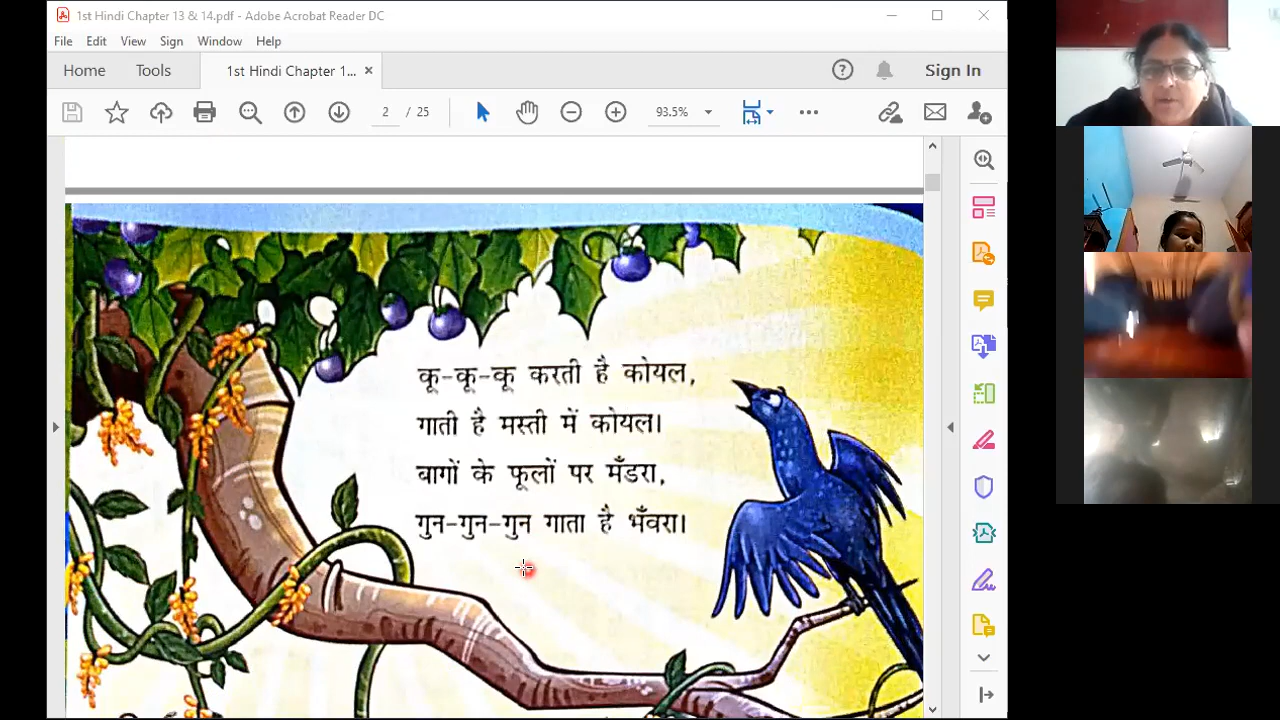 1st Hindi Chapter 13 & 14.pdf - Adobe Acrobat Reader DC
File Edit View Sign Window Help
Home Tools 1st Hindi Chapter 1... Sign In
2 / 25 93.5%
कू-कू-कू करती है कोयल,
गाती है मस्ती में कोयल।
बागों के फूलों पर मँडरा,
गुन-गुन-गुन गाता है भँवरा।